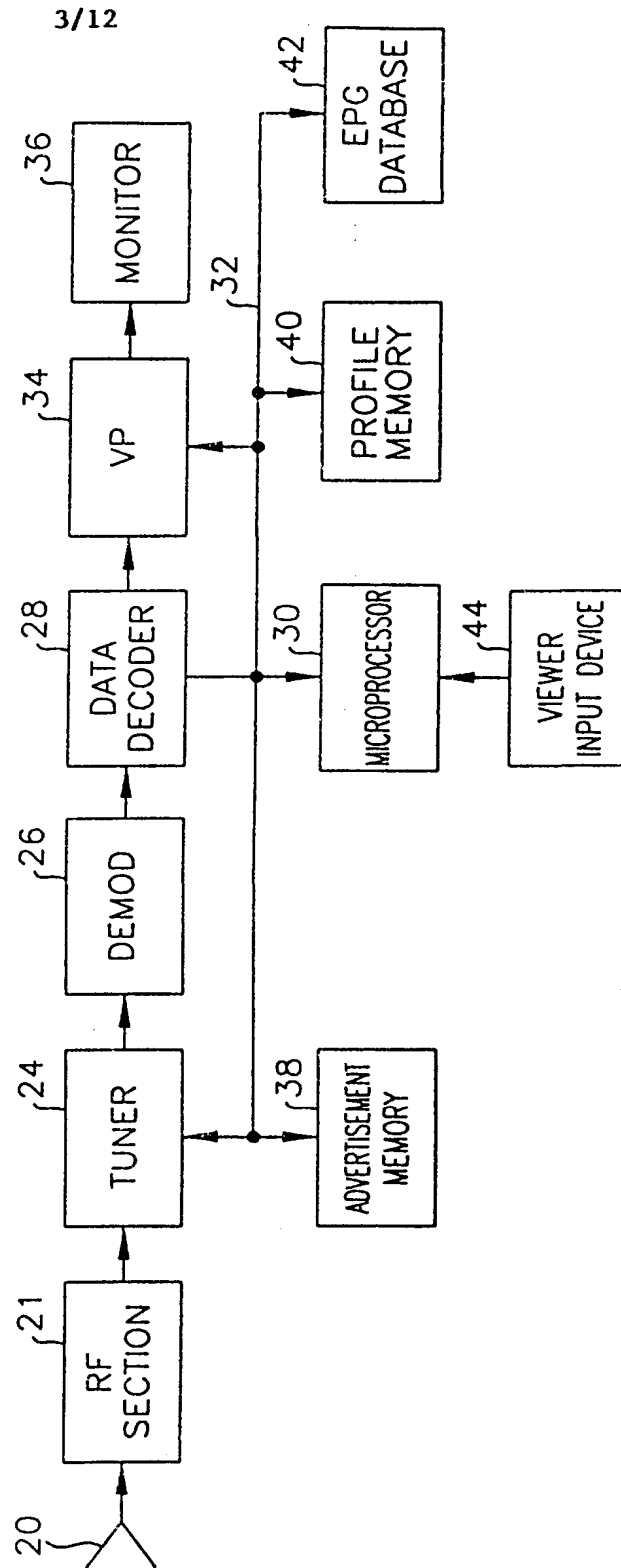 3/12
20
21
RF
SECTION
24
TUNER
26
DEMOD
28
DATA
DECODER
34
VP
36
MONITOR
32
38
ADVERTISEMENT
MEMORY
30
MICROPROCESSOR
40
PROFILE
MEMORY
42
EPG
DATABASE
44
VIEWER
INPUT DEVICE